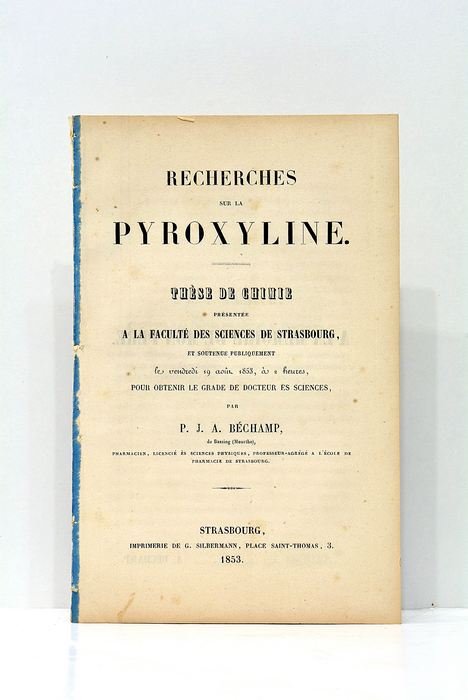 RECHERCHES
SUR LA
PYROXYLINE.
THÈSE DE CHIMIE
PRÉSENTÉE
A LA FACULTÉ DES SCIENCES DE STRASBOURG,
ET SOUTENUE PUBLIQUEMENT
le vendredi 19 août 1853, à 2 heures,
POUR OBTENIR LE GRADE DE DOCTEUR ÈS SCIENCES,
PAR
P. J. A. BÉCHAMP,
de Bassing (Meurthe),
PHARMACIEN, LICENCIÉ ÈS SCIENCES PHYSIQUES, PROFESSEUR-AGRÉGÉ A L'ÉCOLE DE
PHARMACIE DE STRASBOURG.
STRASBOURG,
IMPRIMERIE DE G. SILBERMANN, PLACE SAINT-THOMAS, 3.
1853.